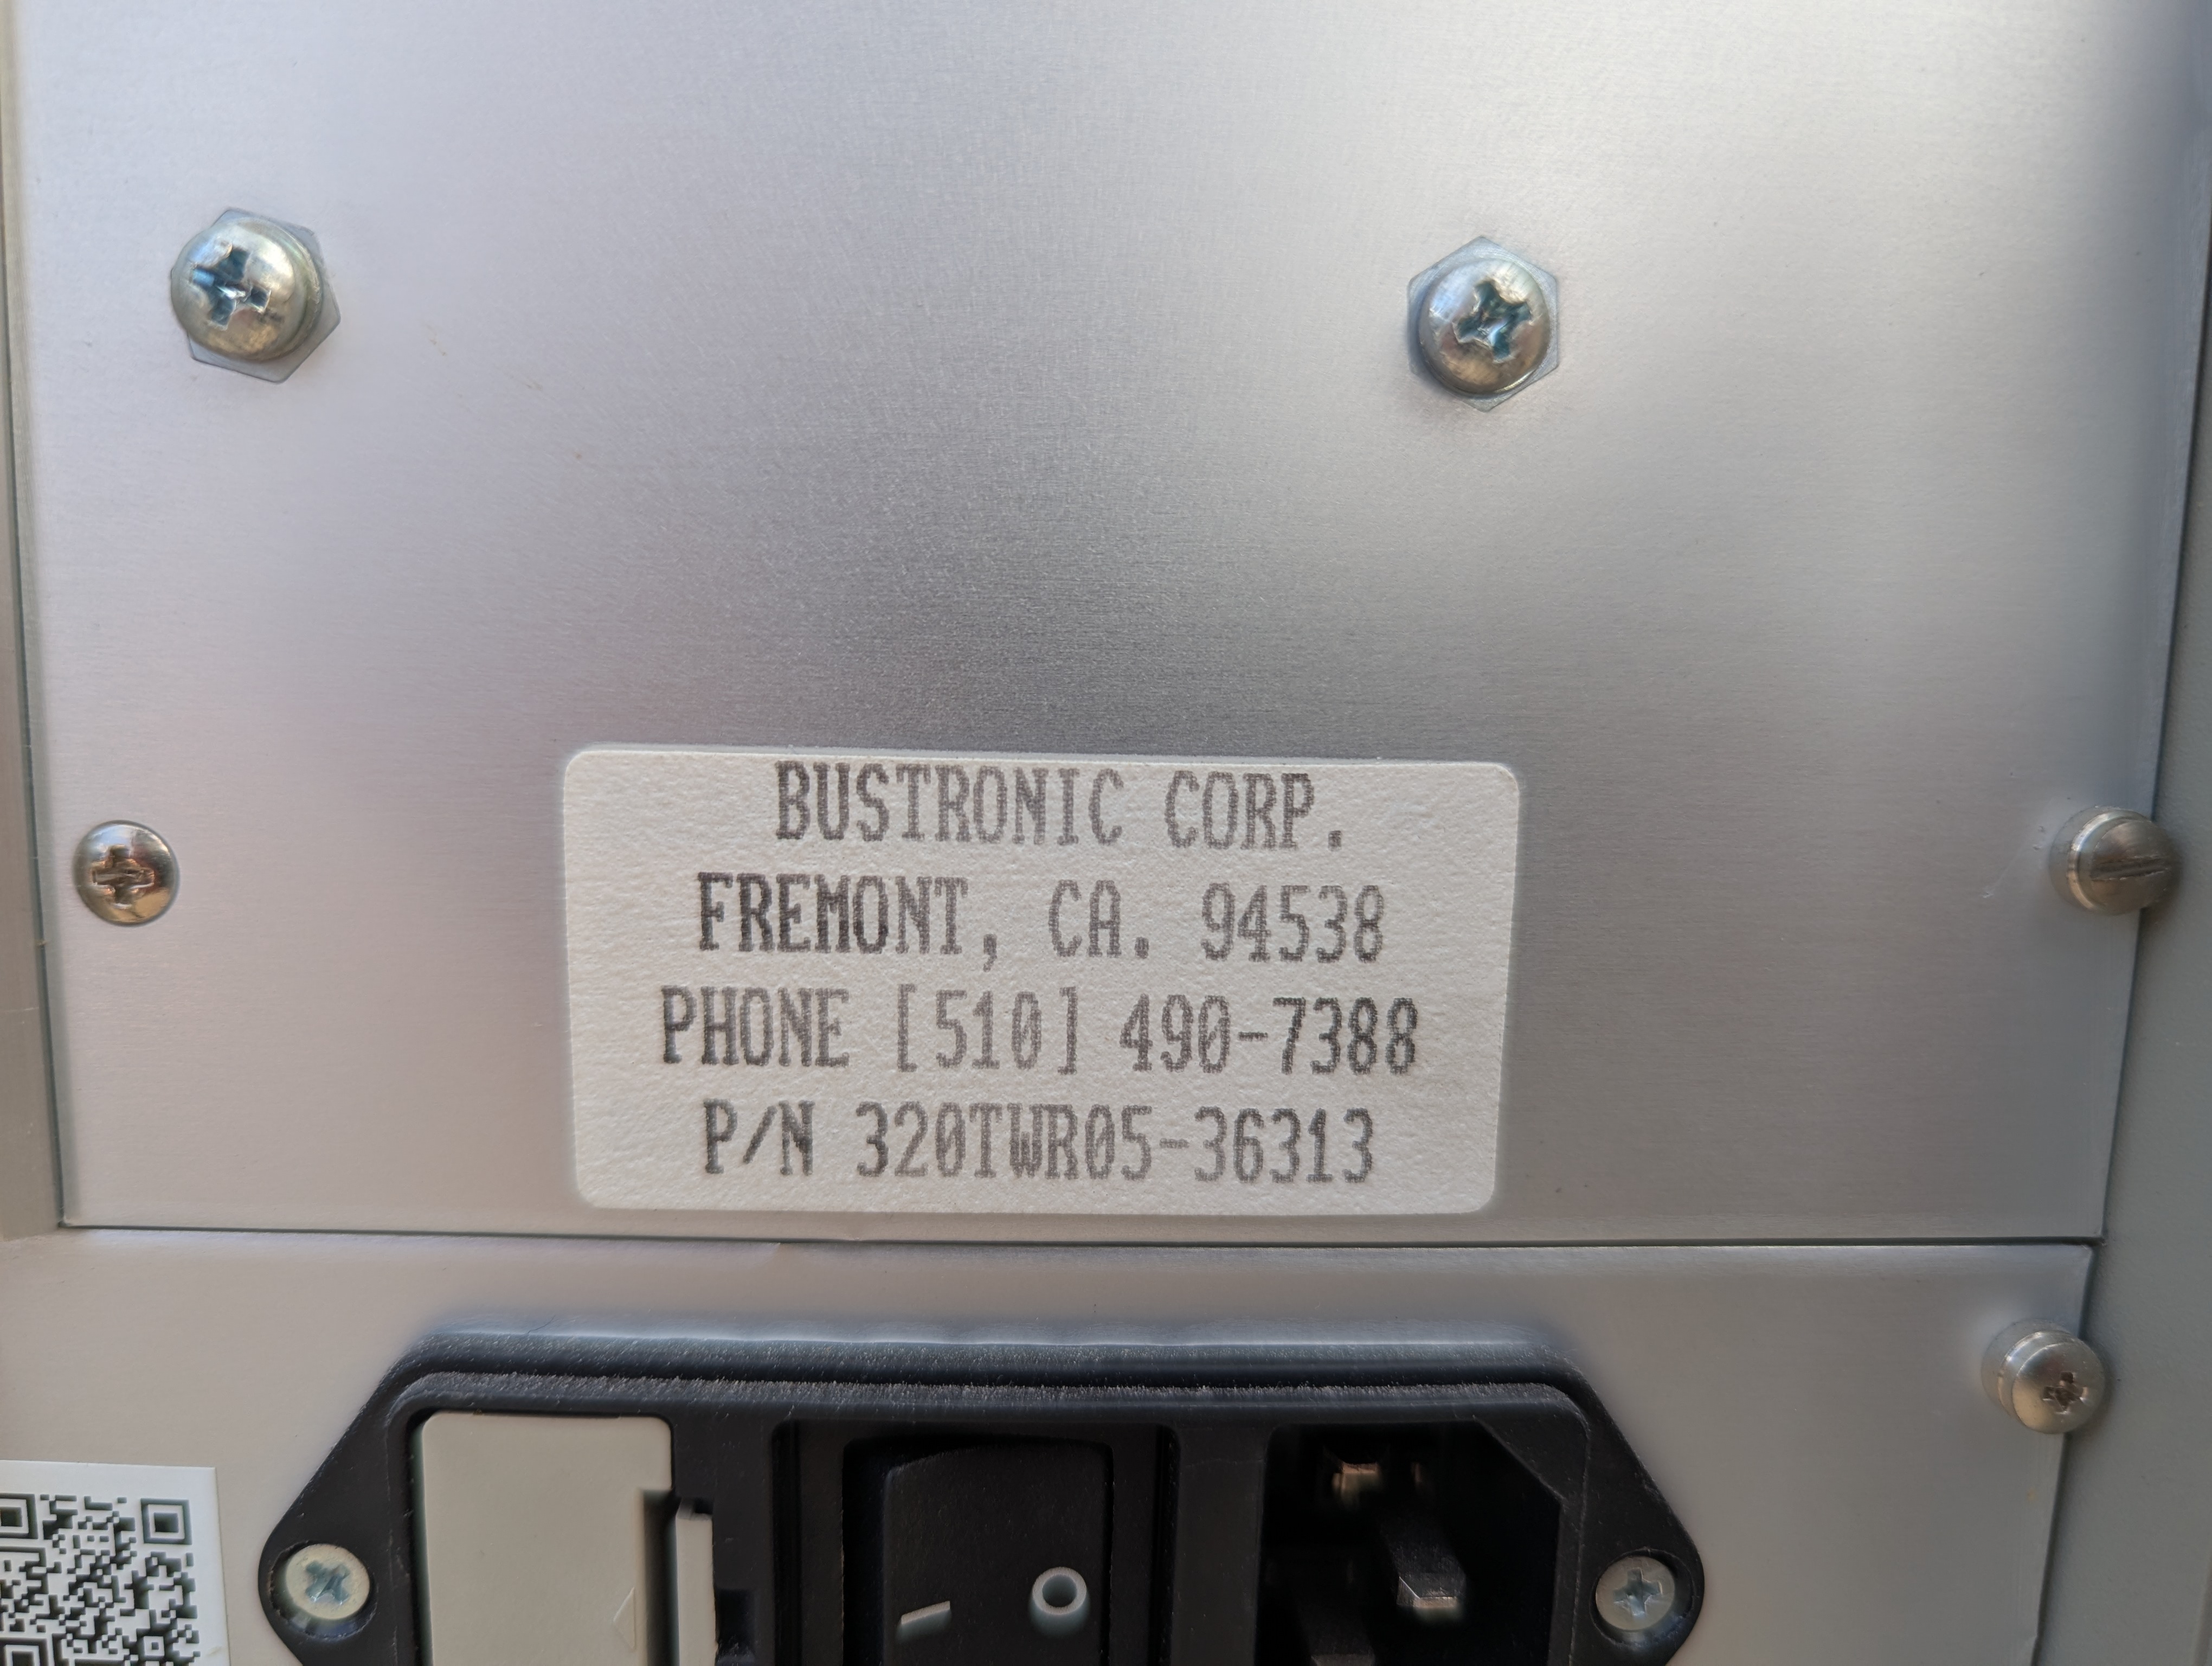 BUSTRONIC CORP.
FREMONT, CA. 94538
PHONE [510] 490-7388
P/N 320TWR05-36313